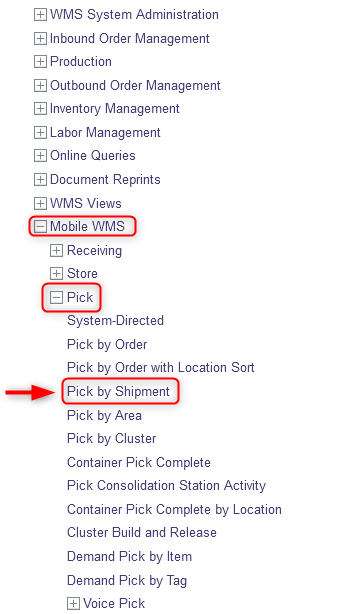 WMS System Administration
Inbound Order Management
Production
Outbound Order Management
Inventory Management
Labor Management
Online Queries
Document Reprints
WMS Views
Mobile WMS
Receiving
Store
Pick
System-Directed
Pick by Order
Pick by Order with Location Sort
Pick by Shipment
Pick by Area
Pick by Cluster
Container Pick Complete
Pick Consolidation Station Activity
Container Pick Complete by Location
Cluster Build and Release
Demand Pick by Item
Demand Pick by Tag
Voice Pick